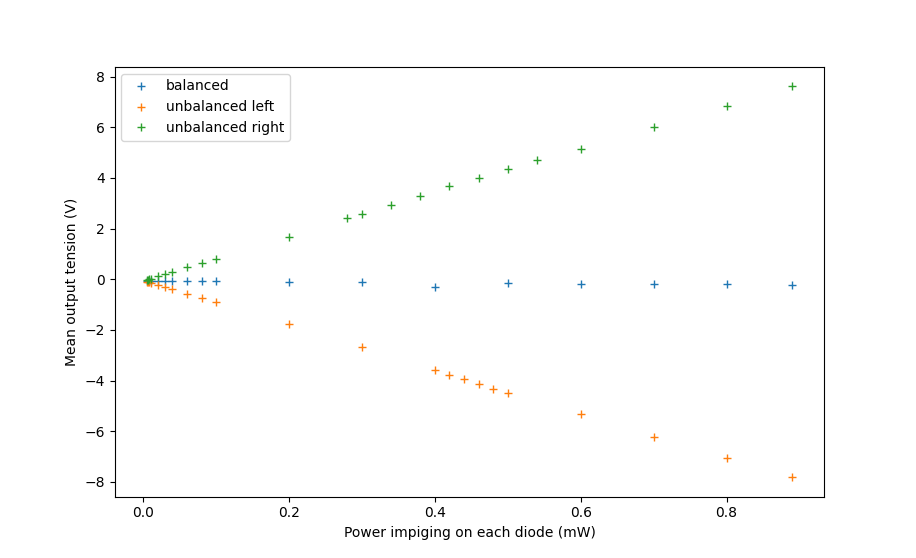 balanced
unbalanced left
unbalanced right
8
6
4
2
0
−2
−4
−6
−8
Mean output tension (V)
0.0 0.2 0.4 0.6 0.8
Power impiging on each diode (mW)